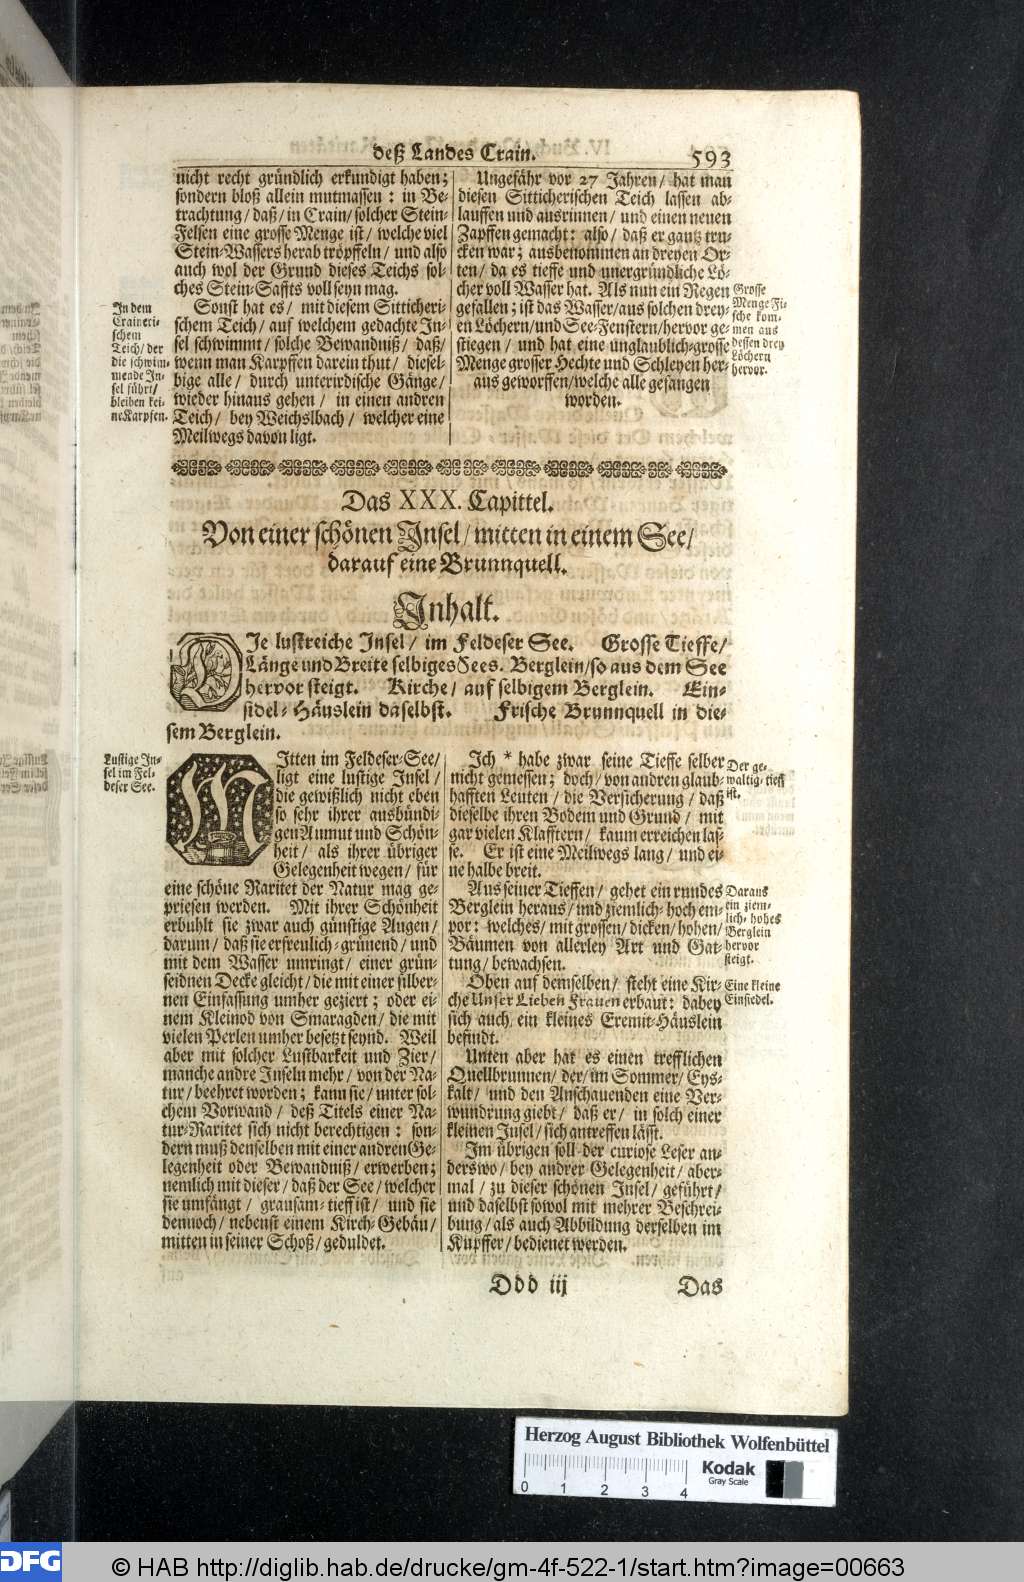 deß Landes Crain.
593
nicht recht gründlich erkundigt haben;
sondern bloß allein mutmassen: in Be-
trachtung/ daß/ in Crain/ solcher Stein-
Felsen eine grosse Menge ist/ welche viel
Stein-Wassers herab tröpffeln/ und also
auch wol der Grund dieses Teichs sol-
ches Stein-Saffts voll seyn mag.
Sonst hat es/ mit diesem Sitticheri-
schem Teich/ auf welchem gedachte In-
sel schwimmt/ solche Bewandniß/ daß/
wenn man Karpffen darein thut/ diesel-
bige alle/ durch unterirdische Gänge/
wieder hinaus gehen/ in einen andren
Teich/ bey Weichslbach/ welcher eine
Meilwegs davon ligt.
In dem
Craineri-
schem
Teich/ der
die schwim-
mende In-
sel führt/
bleiben kei-
ne Karpfen.
Ungefähr vor 27 Jahren/ hat man
diesen Sitticherischen Teich lassen ab-
lauffen und ausrinnen/ und einen neuen
Zapffen gemacht: also/ daß er gantz tru-
cken war; ausbenommen an dreyen Or-
ten/ da es tieffe und unergründliche Lö-
cher voll Wasser hat. Als nun ein Regen
gefallen; ist das Wasser/ aus solchen drey-
en Löchern/ und See-Fenstern/ hervor ge-
stiegen/ und hat eine unglaublich-grosse
Menge grosser Hechte und Schleyen her-
aus geworffen/ welche alle gefangen
worden.
Grosse
Menge Fi-
sche kom-
men aus
dessen drey
Löchern
hervor.
Das XXX. Capittel.
Von einer schönen Insel/ mitten in einem See/
darauf eine Brunnquell.
Inhalt.
DIe lustreiche Insel/ im Feldeser See. Grosse Tieffe/
Länge und Breite selbiges Sees. Berglein/ so aus dem See
hervor steigt. Kirche/ auf selbigem Berglein. Ein-
sidel-Häuslein daselbst. Frische Brunnquell in die-
sem Berglein.
Lustige In-
sel im Fel-
deser See.
MItten im Feldeser-See/
ligt eine lustige Insel/
die gewißlich nicht eben
so sehr ihrer ausbündi-
gen Anmut und Schön-
heit/ als ihrer übriger
Gelegenheit wegen/ für
eine schöne Raritet der Natur mag ge-
priesen werden. Mit ihrer Schönheit
erbuhlt sie zwar auch günstige Augen/
darum/ daß sie erfreulich-grünend/ und
mit dem Wasser umringt/ einer grün-
seidnen Decke gleicht/ die mit einer silber-
nen Einfassung umher geziert; oder ei-
nem Kleinod von Smaragden/ die mit
vielen Perlen umher besetzt seynd. Weil
aber mit solcher Lustbarkeit und Zier/
manche andre Inseln mehr/ von der Na-
tur/ beehret worden; kann sie/ unter sol-
chem Vorwand/ deß Titels einer Na-
tur-Raritet sich nicht berechtigen: son-
dern muß denselben mit einer andren Ge-
legenheit oder Bewandniß/ erwerben;
nemlich mit dieser/ daß der See/ welcher
sie umfängt/ grausam-tieff ist/ und sie
dennoch/ nebenst einem Kirch-Gebäu/
mitten in seiner Schoß/ geduldet.
Ich * habe zwar seine Tieffe selber
nicht gemessen; doch/ von andren glaub-
hafften Leuten/ die Versicherung/ daß
dieselbe ihren Bodem und Grund/ mit
gar vielen Klafftern/ kaum erreichen las-
se. Er ist eine Meilwegs lang/ und ei-
ne halbe breit.
Aus seiner Tieffen/ gehet ein rundes
Berglein heraus/ und ziemlich-hoch em-
por: welches/ mit grossen/ dicken/ hohen/
Bäumen von allerley Art und Gat-
tung/ bewachsen.
Oben auf demselben/ steht eine Kir-
che Unser Lieben Frauen erbaut: dabey
sich auch ein kleines Eremit-Häuslein
befindt.
Unten aber hat es einen trefflichen
Quellbrunnen/ der/ im Sommer/ Eys-
kalt/ und den Anschauenden eine Ver-
wundrung giebt/ daß er/ in solch einer
kleinen Insel/ sich antreffen lässt.
Im übrigen soll der curiose Leser an-
derswo/ bey andrer Gelegenheit/ aber-
mal/ zu dieser schönen Insel/ geführt/
und daselbst sowol mit mehrer Beschrei-
bung/ als auch Abbildung derselben im
Kupffer/ bedienet werden.
Der ge-
waltig-tieff
ist.
Daraus
ein ziem-
lich-hohes
Berglein
hervor
steigt.
Eine kleine
Einsiedel.
Ddd iij
Das
Herzog August Bibliothek Wolfenbüttel
Kodak
Gray Scale
0 1 2 3 4
DFG
© HAB http://diglib.hab.de/drucke/gm-4f-522-1/start.htm?image=00663